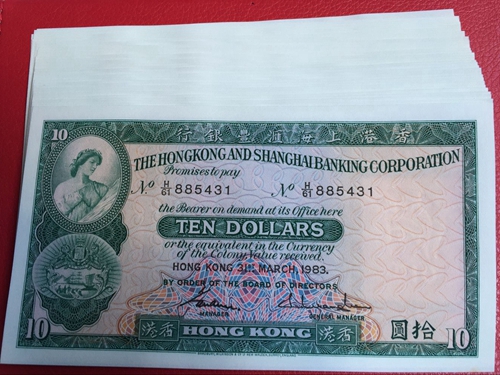 10
行銀豐滙海上港香
THE HONGKONG AND SHANGHAI BANKING CORPORATION
Promises to pay
No H/61 885431 No H/61 885431
the Bearer on demand at its Office here
TEN DOLLARS
or the equivalent in the Currency
of the Colony, Value received.
HONG KONG 31ST MARCH 1983.
BY ORDER OF THE BOARD OF DIRECTORS
MANAGER GENERAL MANAGER
10 港香 HONG KONG 港香 圓拾 10